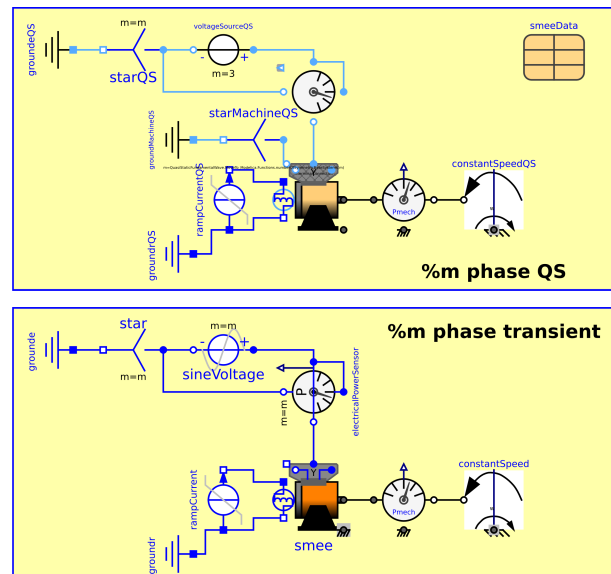 m=m
voltageSourceQS
smeeData
groundeQS
-
+
starQS
m=3
starMachineQS
groundMachineQS
constantSpeedQS
rampCurrentQS
Pmech
groundrQS
%m phase QS
star
m=m
%m phase transient
grounde
-
+
m=m
sineVoltage
P
m=m
electricalPowerSensor
Y
constantSpeed
rampCurrent
Pmech
smee
groundr